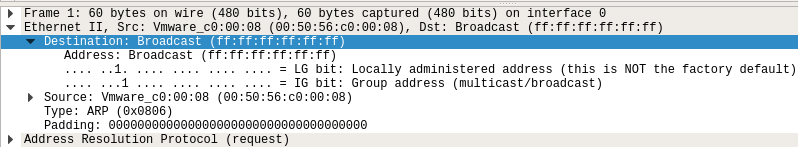 Frame 1: 60 bytes on wire (480 bits), 60 bytes captured (480 bits) on interface 0
Ethernet II, Src: Vmware_c0:00:08 (00:50:56:c0:00:08), Dst: Broadcast (ff:ff:ff:ff:ff:ff)
Destination: Broadcast (ff:ff:ff:ff:ff:ff)
Address: Broadcast (ff:ff:ff:ff:ff:ff)
.... ..1. .... .... .... .... = LG bit: Locally administered address (this is NOT the factory default)
.... ...1 .... .... .... .... = IG bit: Group address (multicast/broadcast)
Source: Vmware_c0:00:08 (00:50:56:c0:00:08)
Type: ARP (0x0806)
Padding: 000000000000000000000000000000000000
Address Resolution Protocol (request)